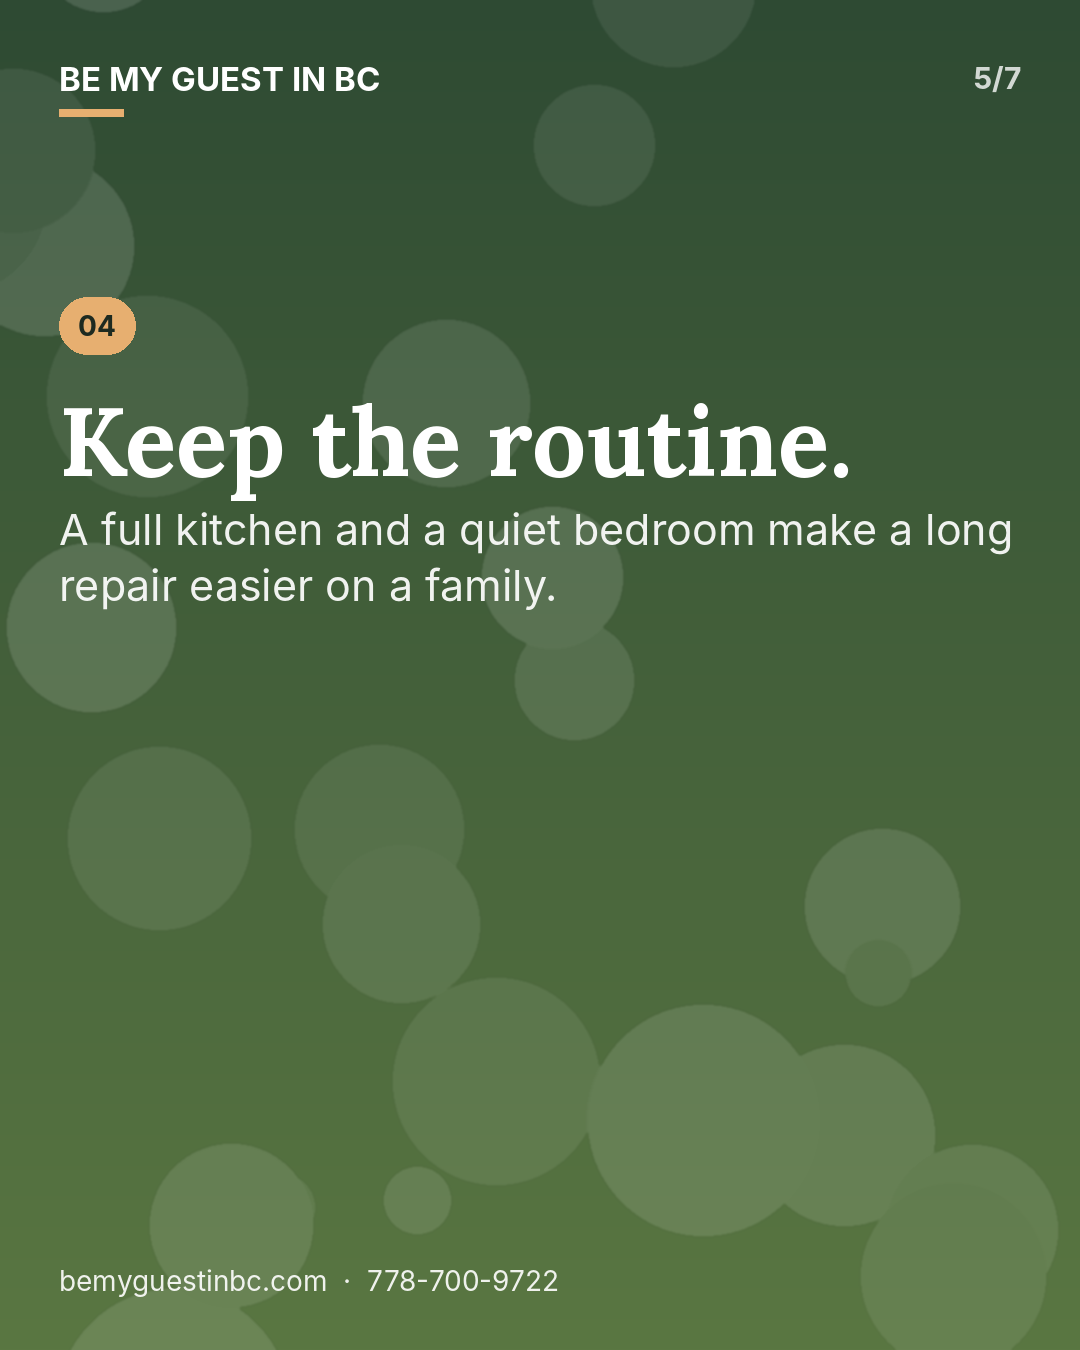 BE MY GUEST IN BC
5/7
04
Keep the routine.
A full kitchen and a quiet bedroom make a long
repair easier on a family.
bemyguestinbc.com · 778-700-9722